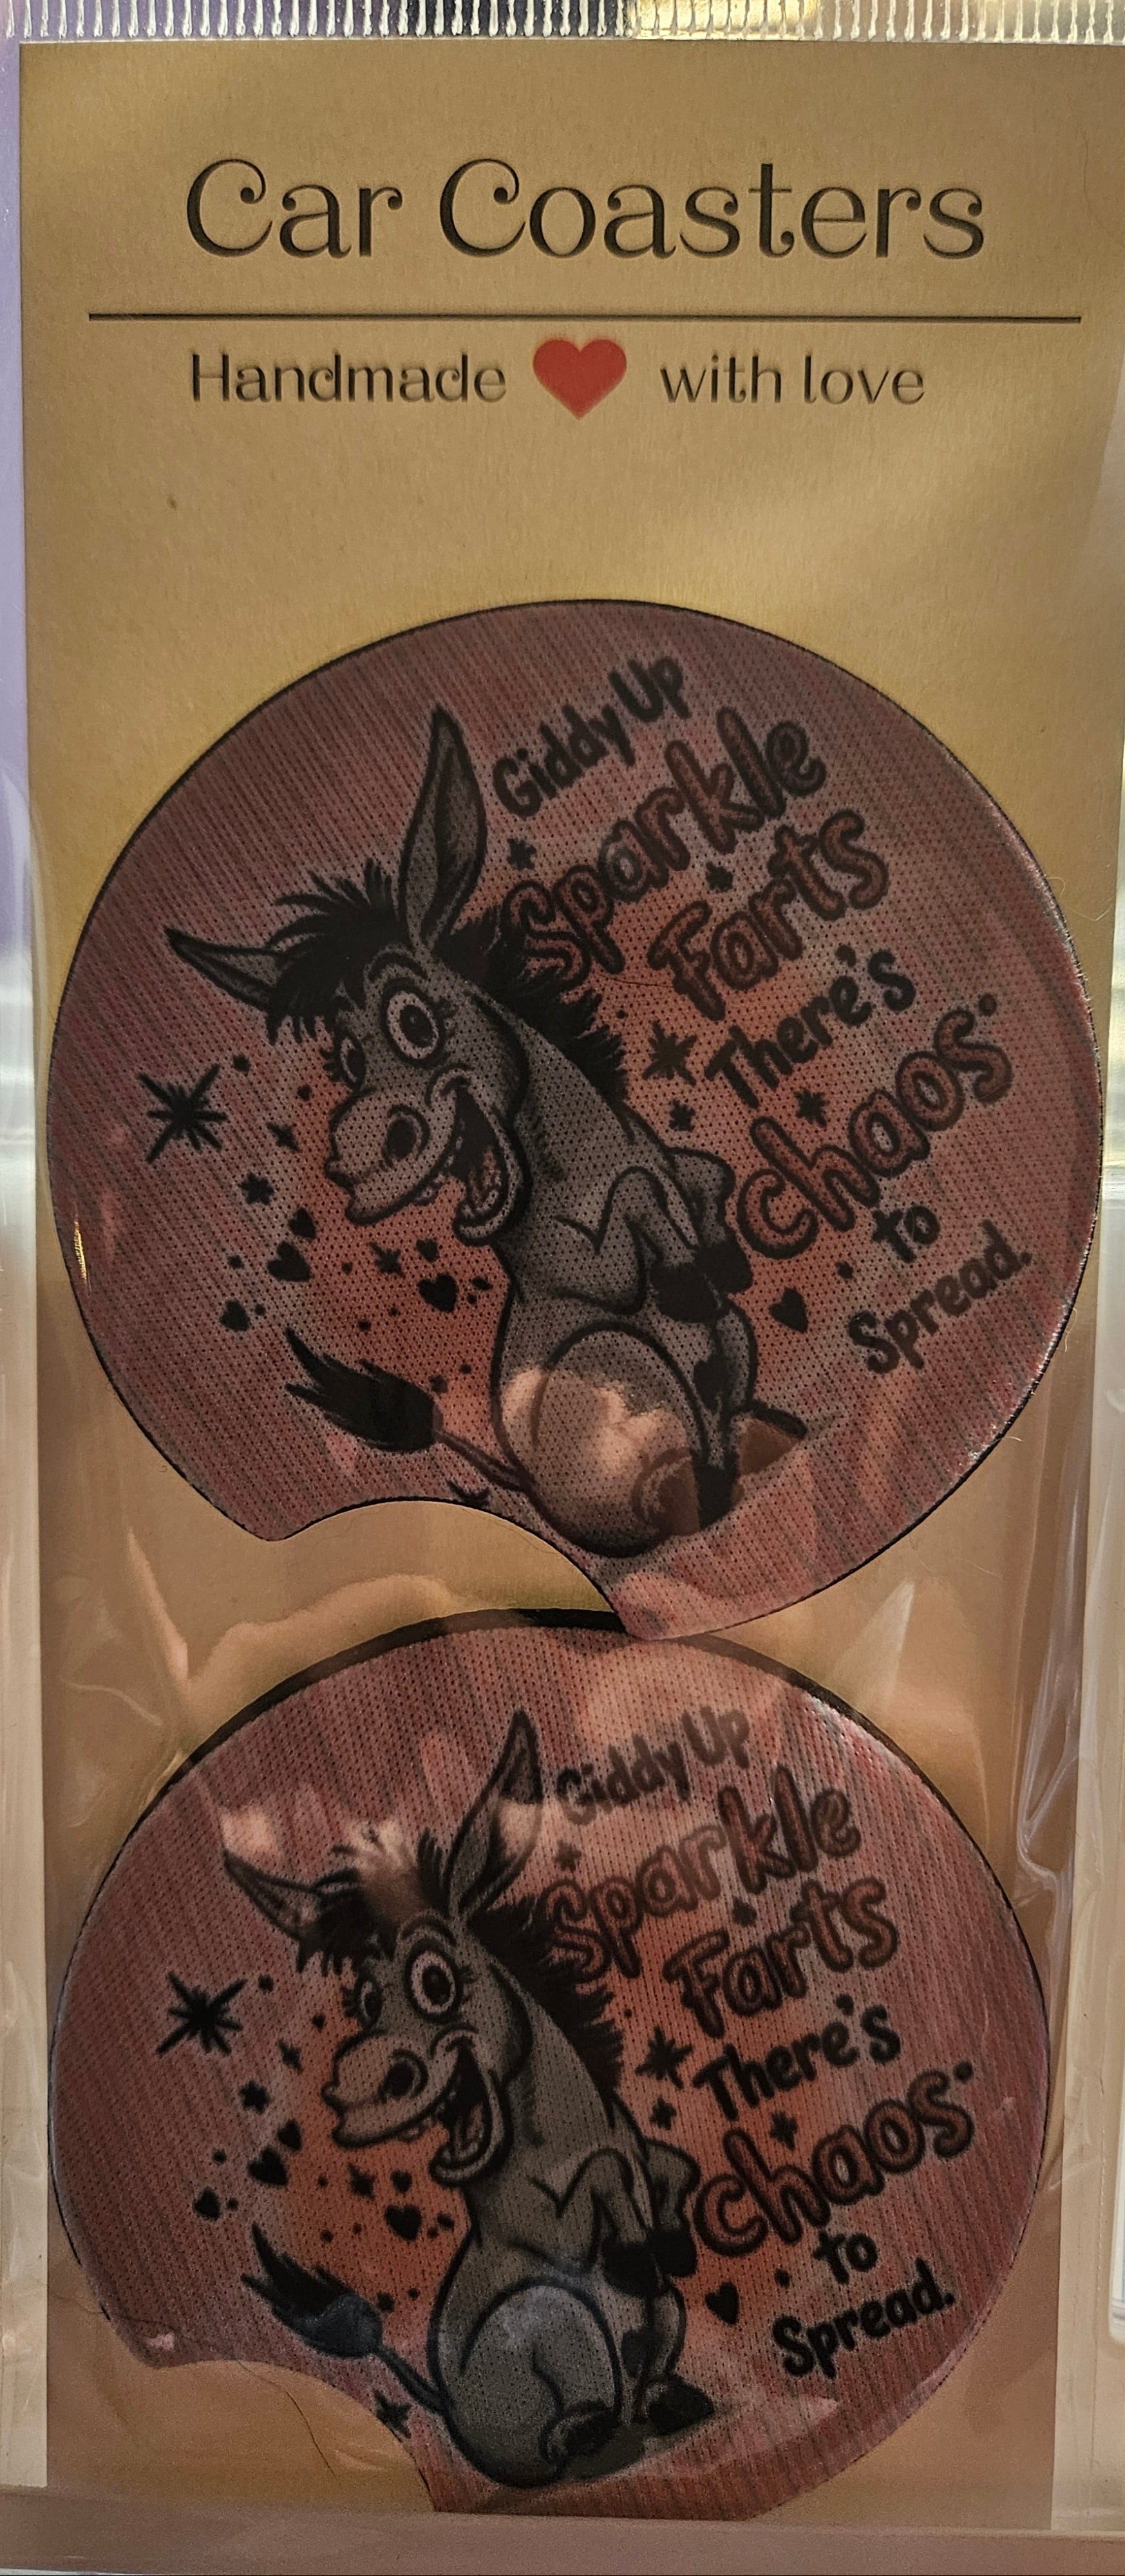 Car Coasters
Handmade with love
Giddy Up
Sparkle
Farts
There's
chaos
to
Spread.
Giddy Up
Sparkle
Farts
There's
chaos
to
Spread.